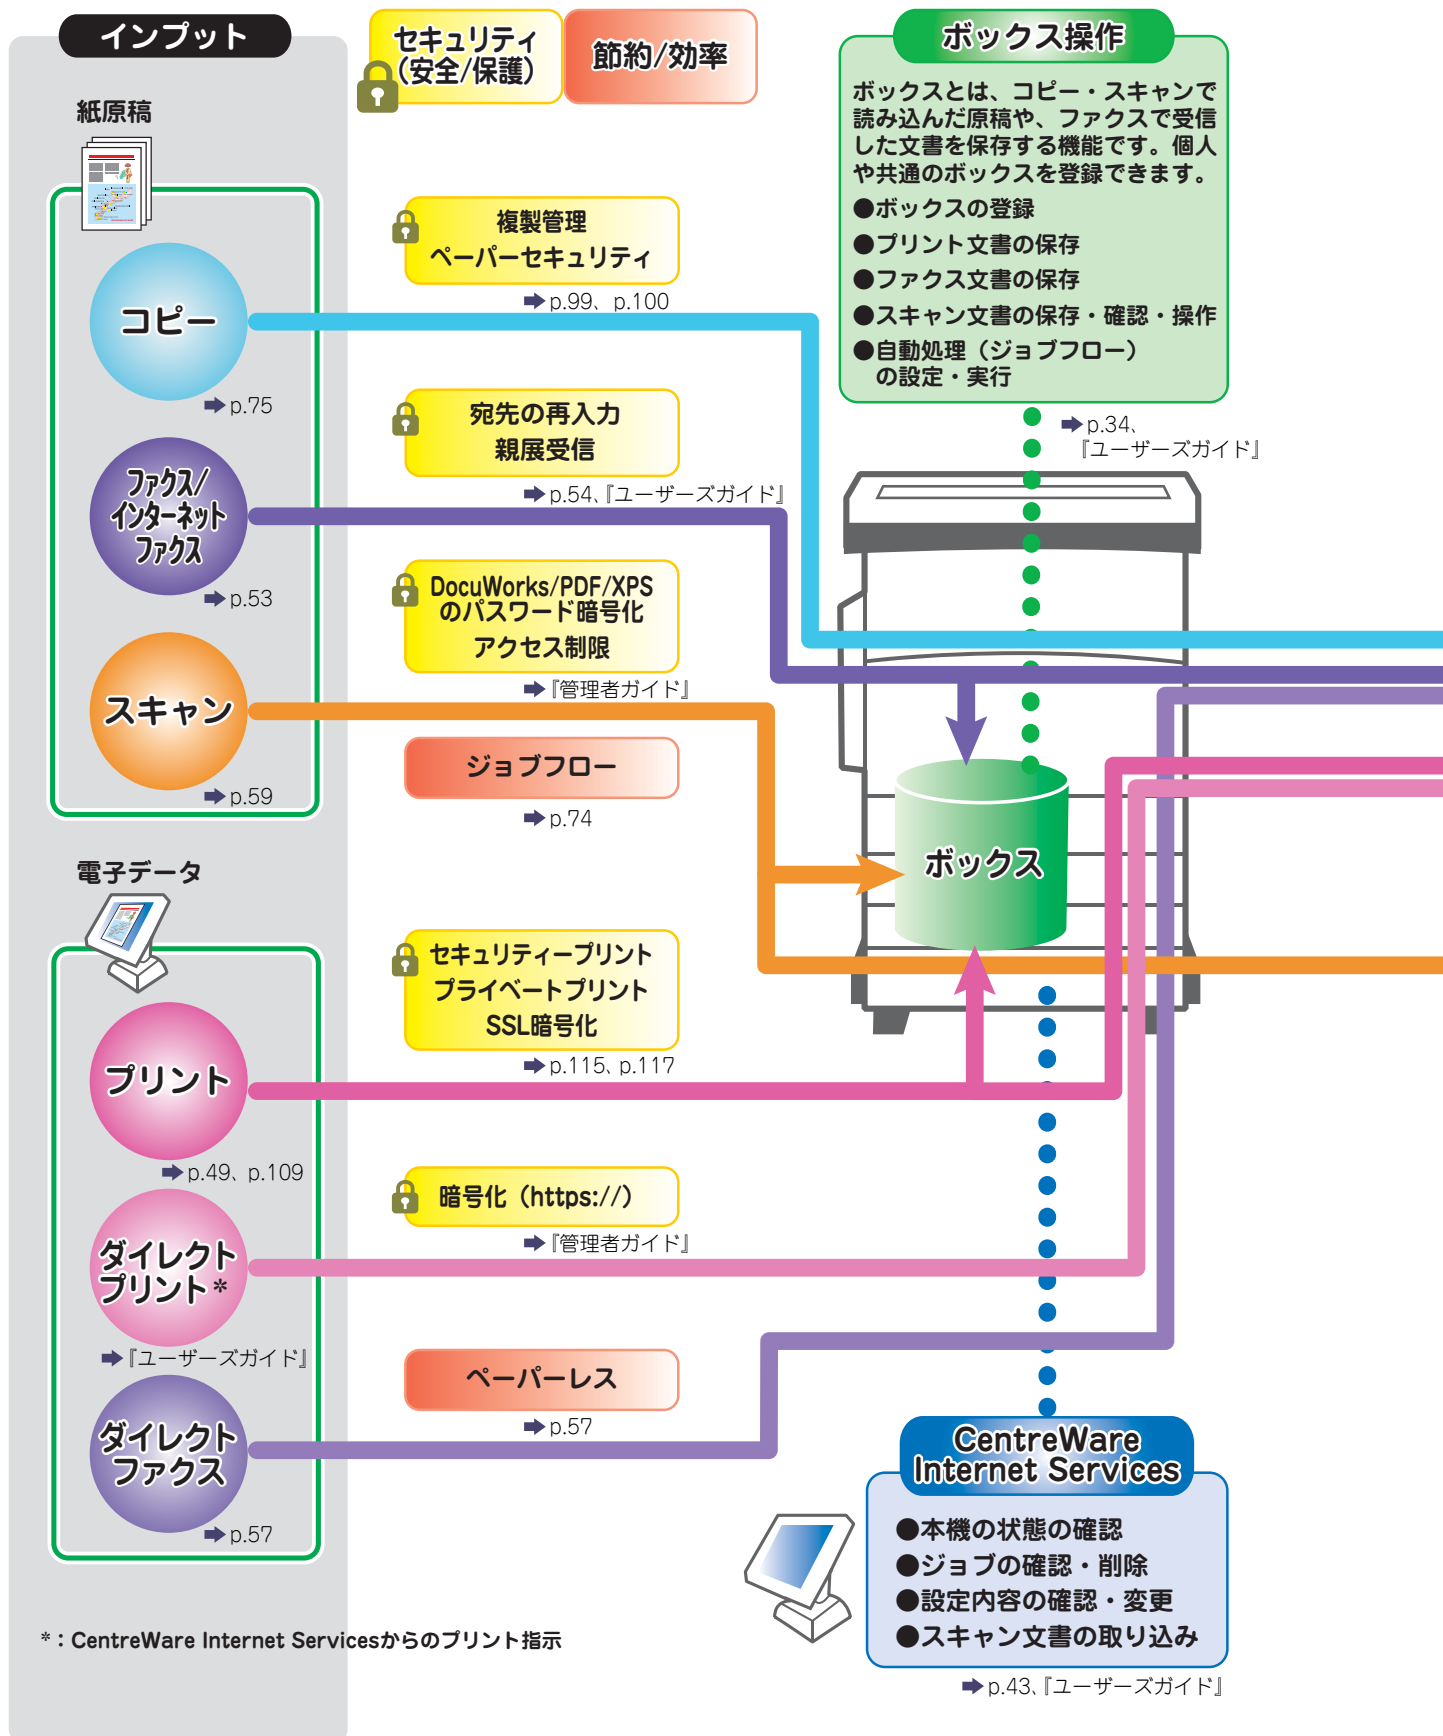 インプット
セキュリティ
(安全/保護)
節約/効率
紙原稿
コピー
➡p.75
ファクス/
インターネット
ファクス
➡p.53
スキャン
➡p.59
電子データ
プリント
➡p.49、p.109
ダイレクト
プリント*
➡『ユーザーズガイド』
ダイレクト
ファクス
➡p.57
*：CentreWare Internet Servicesからのプリント指示
複製管理
ペーパーセキュリティ
➡p.99、p.100
宛先の再入力
親展受信
➡p.54、『ユーザーズガイド』
DocuWorks/PDF/XPS
のパスワード暗号化
アクセス制限
➡『管理者ガイド』
ジョブフロー
➡p.74
セキュリティープリント
プライベートプリント
SSL暗号化
➡p.115、p.117
暗号化（https://）
➡『管理者ガイド』
ペーパーレス
➡p.57
ボックス操作
ボックスとは、コピー・スキャンで
読み込んだ原稿や、ファクスで受信
した文書を保存する機能です。個人
や共通のボックスを登録できます。
●ボックスの登録
●プリント文書の保存
●ファクス文書の保存
●スキャン文書の保存・確認・操作
●自動処理（ジョブフロー）
の設定・実行
➡p.34、
『ユーザーズガイド』
ボックス
CentreWare
Internet Services
●本機の状態の確認
●ジョブの確認・削除
●設定内容の確認・変更
●スキャン文書の取り込み
➡p.43、『ユーザーズガイド』